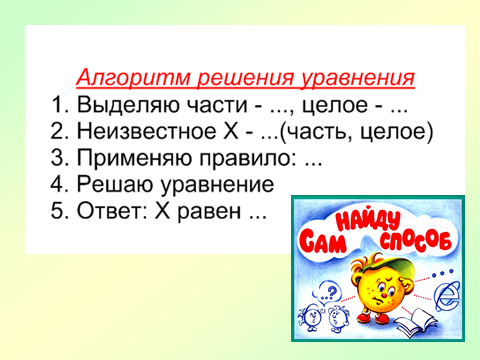 Алгоритм решения уравнения
1. Выделяю части - ..., целое - ...
2. Неизвестное Х - ...(часть, целое)
3. Применяю правило: ...
4. Решаю уравнение
5. Ответ: Х равен ...
НАЙДУ
САМ СПОСОБ
...?
...
e